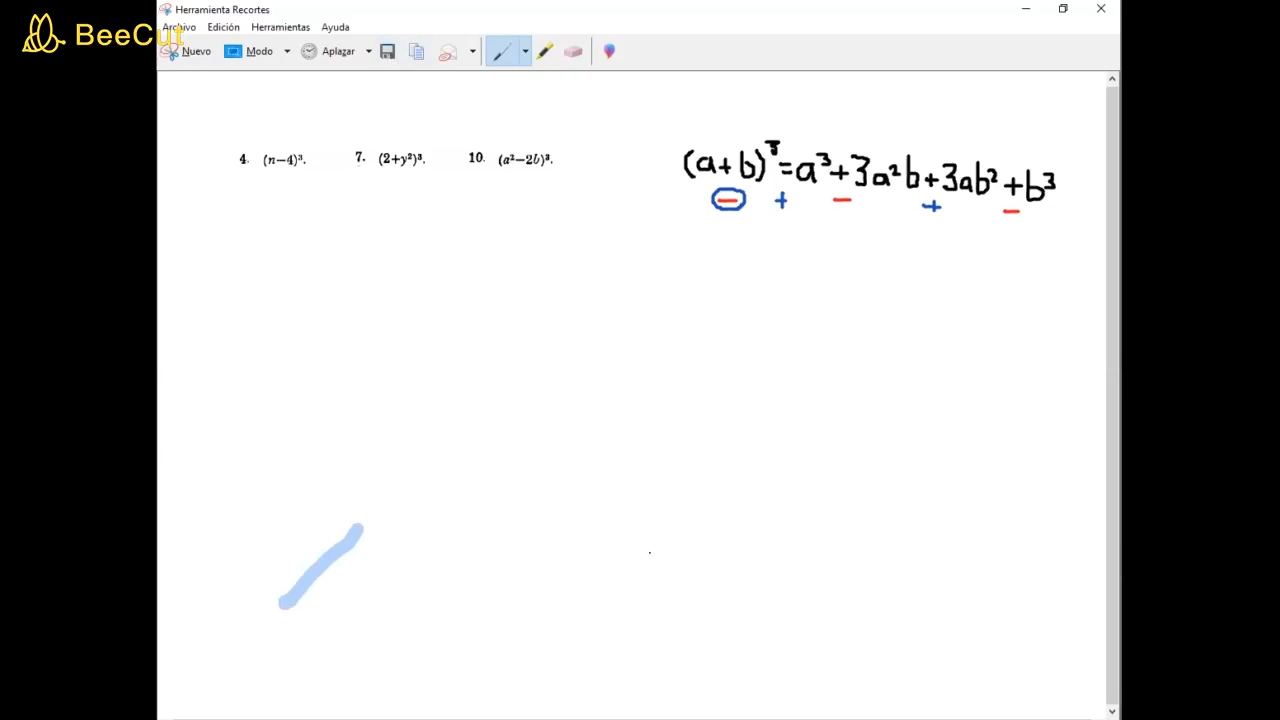 BeeCut
Herramienta Recortes
Archivo Edición Herramientas Ayuda
Nuevo Modo Aplazar
4. (n−4)³. 7. (2+y²)³. 10. (a²−2b)³.
(a+b)³=a³+3a²b+3ab²+b³
− + − + −